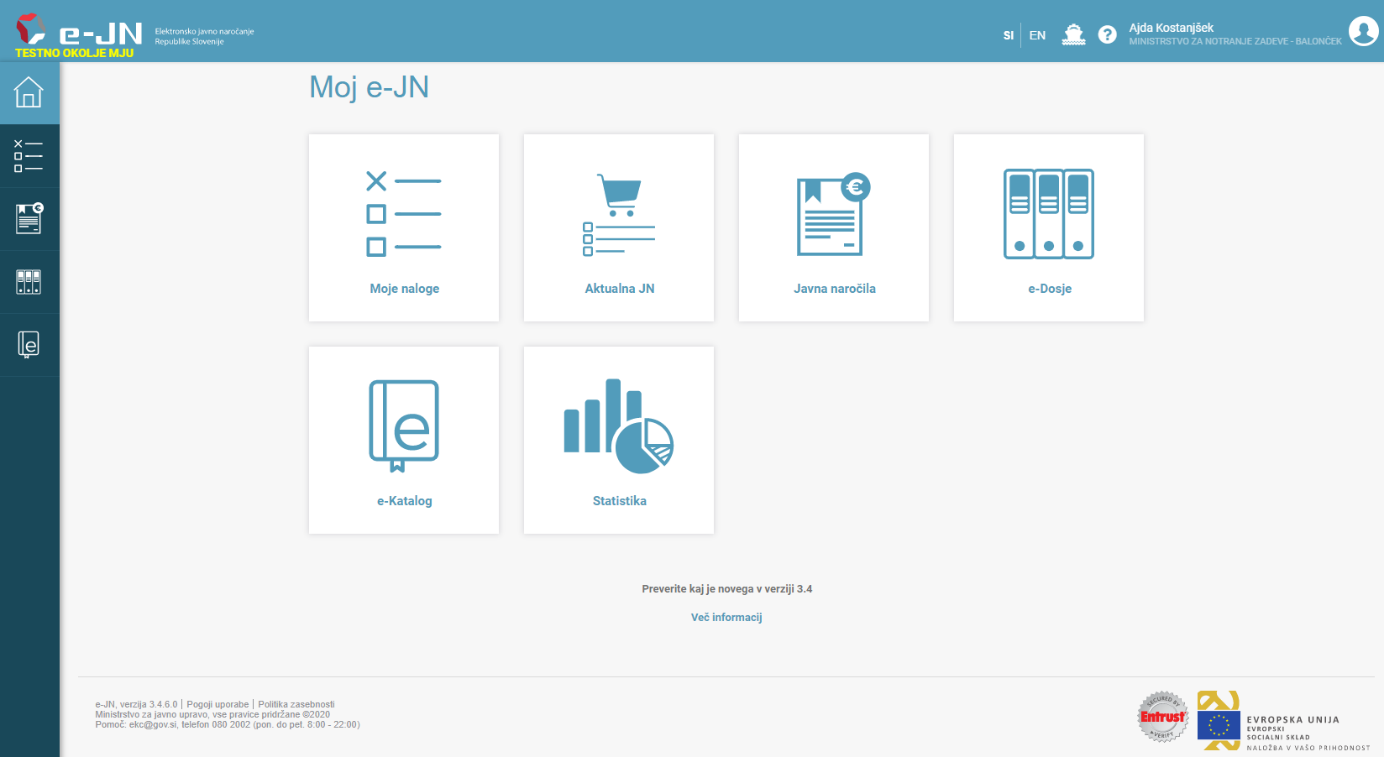 e-JN
Elektronsko javno naročanje
Republike Slovenije
TESTNO OKOLJE MJU
SI
EN
?
Ajda Kostanjšek
MINISTRSTVO ZA NOTRANJE ZADEVE - BALONČEK
Moj e-JN
Moje naloge
Aktualna JN
€
Javna naročila
e-Dosje
e
e-Katalog
Statistika
Preverite kaj je novega v verziji 3.4
Več informacij
e-JN, verzija 3.4.6.0 | Pogoji uporabe | Politika zasebnosti
Ministrstvo za javno upravo, vse pravice pridržane ©2020
Pomoč: ekc@gov.si, telefon 080 2002 (pon. do pet. 8:00 - 22:00)
SECURED BY
Entrust
VERIFY
EVROPSKA UNIJA
EVROPSKI
SOCIALNI SKLAD
NALOŽBA V VAŠO PRIHODNOST